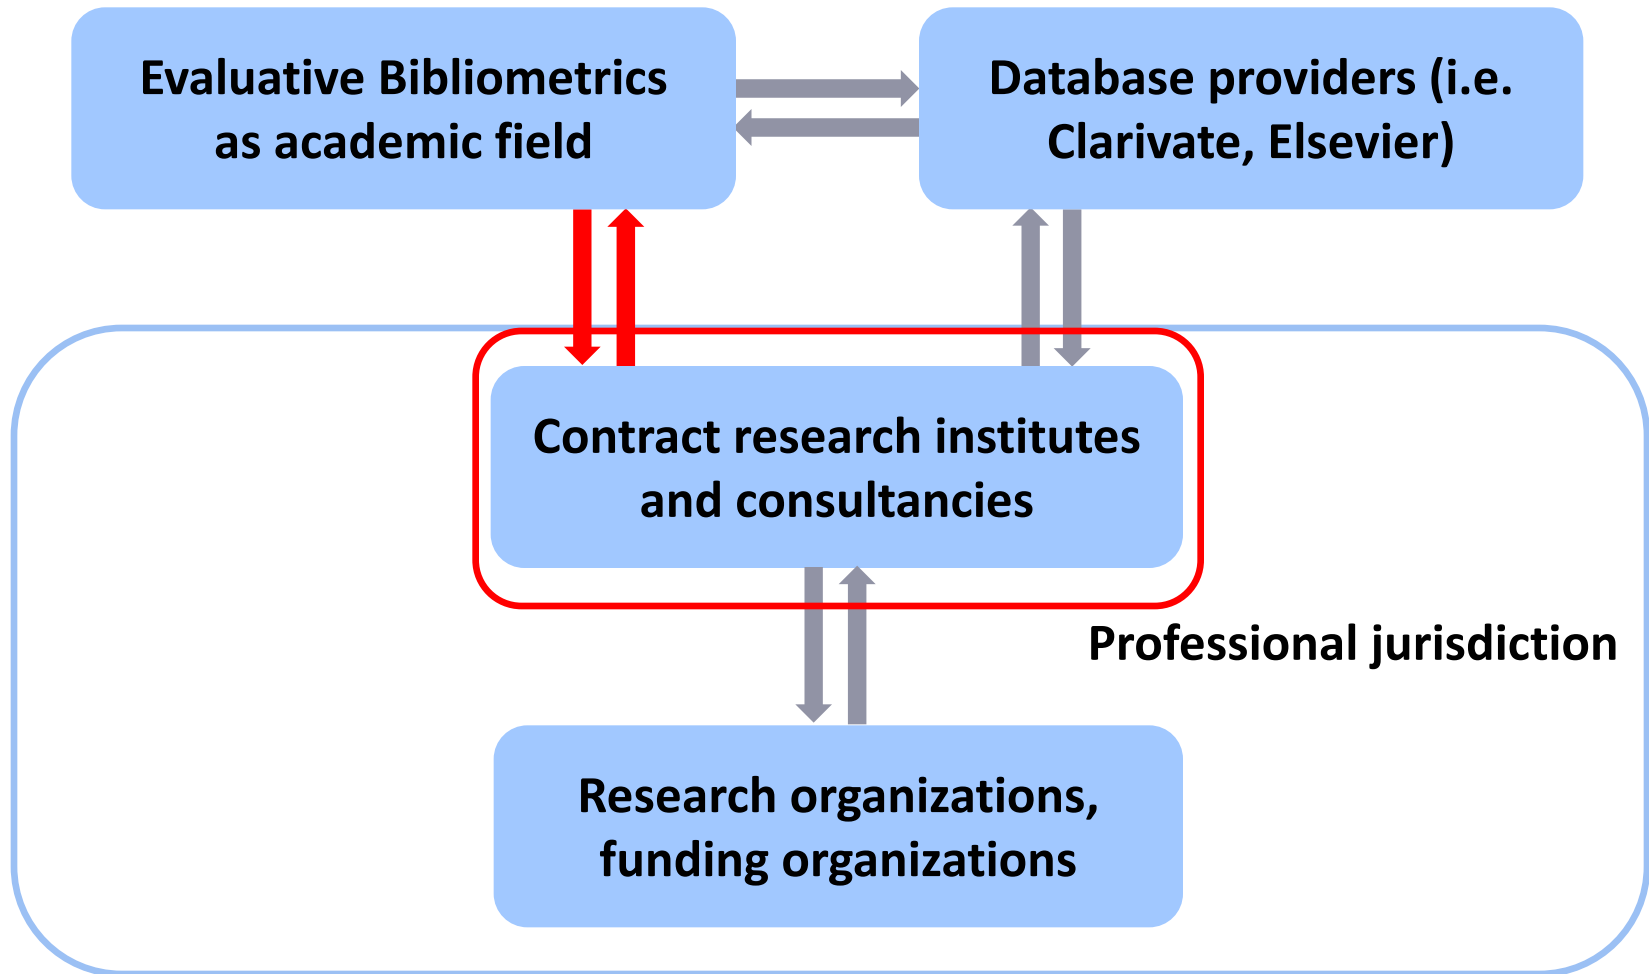 Evaluative Bibliometrics
as academic field
Database providers (i.e.
Clarivate, Elsevier)
Contract research institutes
and consultancies
Professional jurisdiction
Research organizations,
funding organizations